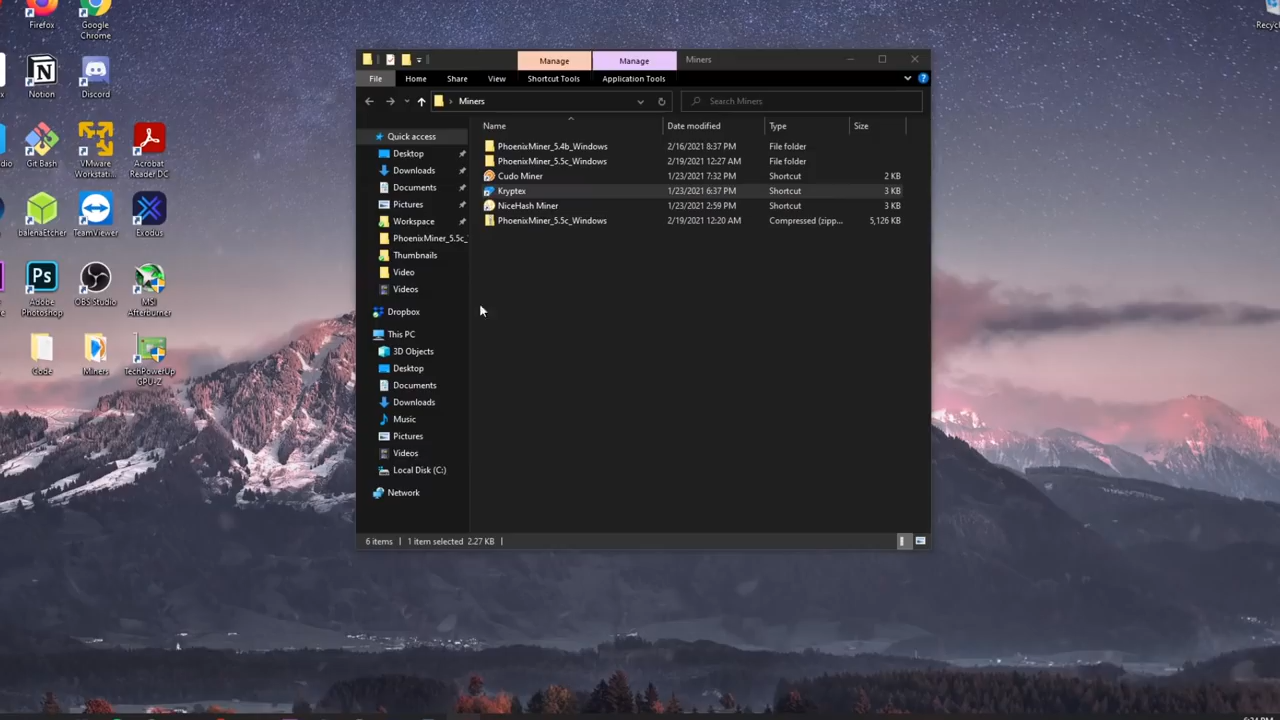 Firefox
Google
Chrome
Recyc
Notion
Discord
Git Bash
VMware
Workstati...
Acrobat
Reader DC
balenaEtcher
TeamViewer
Exodus
Adobe
Photoshop
OBS Studio
MSI
Afterburner
Code
Miners
TechPowerUp
GPU-Z
Manage
Manage
Miners
File
Home
Share
View
Shortcut Tools
Application Tools
Miners
Search Miners
Name
Date modified
Type
Size
PhoenixMiner_5.4b_Windows 2/16/2021 8:37 PM File folder
PhoenixMiner_5.5c_Windows 2/19/2021 12:27 AM File folder
Cudo Miner 1/23/2021 7:32 PM Shortcut 2 KB
Kryptex 1/23/2021 6:37 PM Shortcut 3 KB
NiceHash Miner 1/23/2021 2:59 PM Shortcut 3 KB
PhoenixMiner_5.5c_Windows 2/19/2021 12:20 AM Compressed (zipp... 5,126 KB
Quick access
Desktop
Downloads
Documents
Pictures
Workspace
PhoenixMiner_5.5c_
Thumbnails
Video
Videos
Dropbox
This PC
3D Objects
Desktop
Documents
Downloads
Music
Pictures
Videos
Local Disk (C:)
Network
6 items
1 item selected 2.27 KB